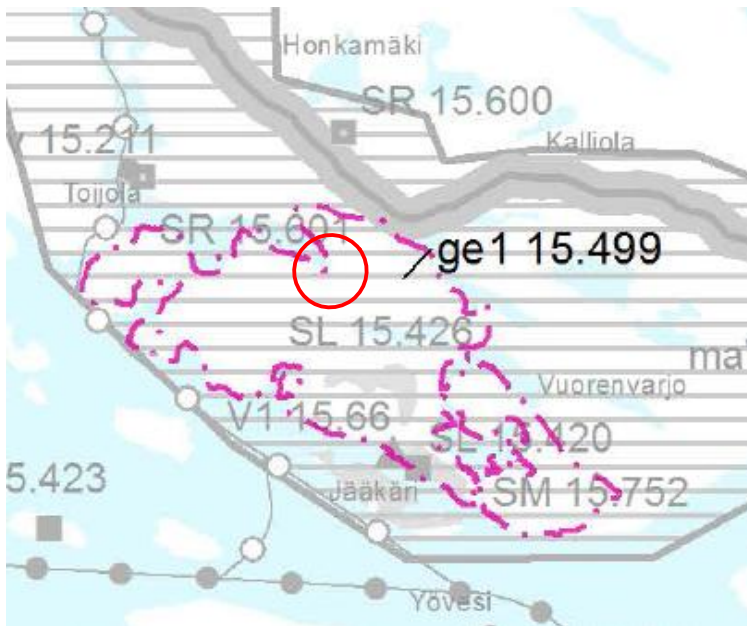 Honkamäki
SR 15.600
Kalliola
15.211
Toijola
SR 15.601
ge1 15.499
SL 15.426
ma
Vuorenvarjo
V1 15.66
SL 15.420
5.423
Jääkäri
SM 15.752
Yövesi